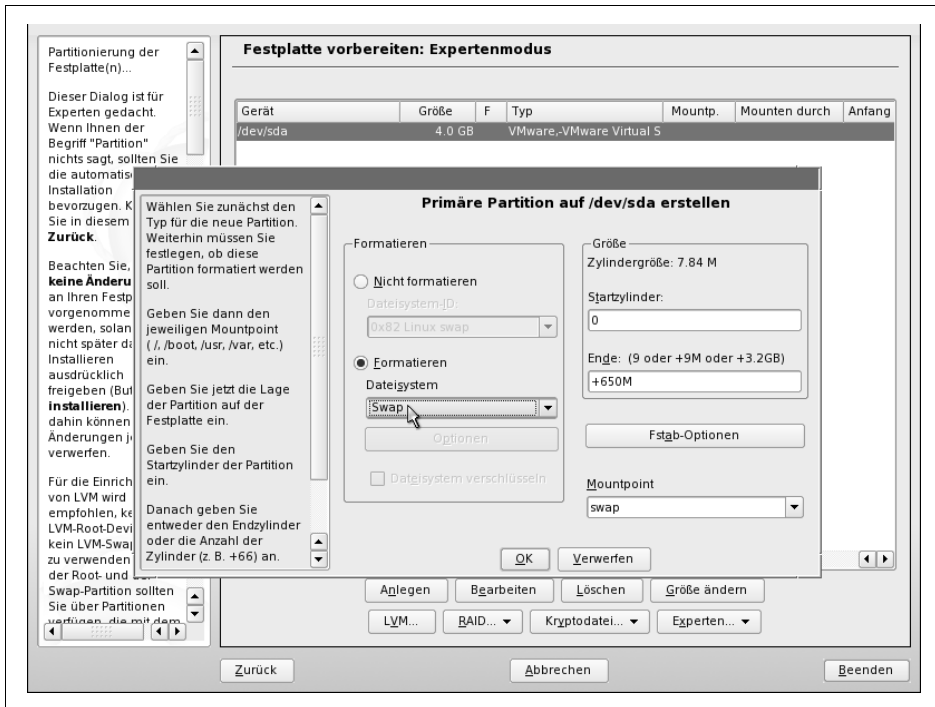 Partitionierung der
Festplatte(n)...
Dieser Dialog ist für
Experten gedacht.
Wenn Ihnen der
Begriff "Partition"
nichts sagt, sollten Sie
die automatis
Installation
bevorzugen. K
Sie in diesem
Zurück.
Beachten Sie,
keine Änderu
an Ihren Festp
vorgenomme
werden, solan
nicht später da
Installieren
ausdrücklich
freigeben (But
installieren).
dahin können
Änderungen j
verwerfen.
Für die Einrich
von LVM wird
empfohlen, ke
LVM-Root-Devi
kein LVM-Swap
zu verwenden
der Root- und
Swap-Partition sollten
Sie über Partitionen
verfügen, die mit dem
Festplatte vorbereiten: Expertenmodus
Gerät Größe F Typ Mountp. Mounten durch Anfang
/dev/sda 4.0 GB VMware,-VMware Virtual S
Wählen Sie zunächst den
Typ für die neue Partition.
Weiterhin müssen Sie
festlegen, ob diese
Partition formatiert werden
soll.
Geben Sie dann den
jeweiligen Mountpoint
( /, /boot, /usr, /var, etc.)
ein.
Geben Sie jetzt die Lage
der Partition auf der
Festplatte ein.
Geben Sie den
Startzylinder der Partition
ein.
Danach geben Sie
entweder den Endzylinder
oder die Anzahl der
Zylinder (z. B. +66) an.
Primäre Partition auf /dev/sda erstellen
Formatieren
Nicht formatieren
Dateisystem-ID:
0x82 Linux swap
Formatieren
Dateisystem
Swap
Optionen
Dateisystem verschlüsseln
Größe
Zylindergröße: 7.84 M
Startzylinder:
0
Ende: (9 oder +9M oder +3.2GB)
+650M
Fstab-Optionen
Mountpoint
swap
OK Verwerfen
Anlegen Bearbeiten Löschen Größe ändern
LVM... RAID... Kryptodatei... Experten...
Zurück Abbrechen Beenden